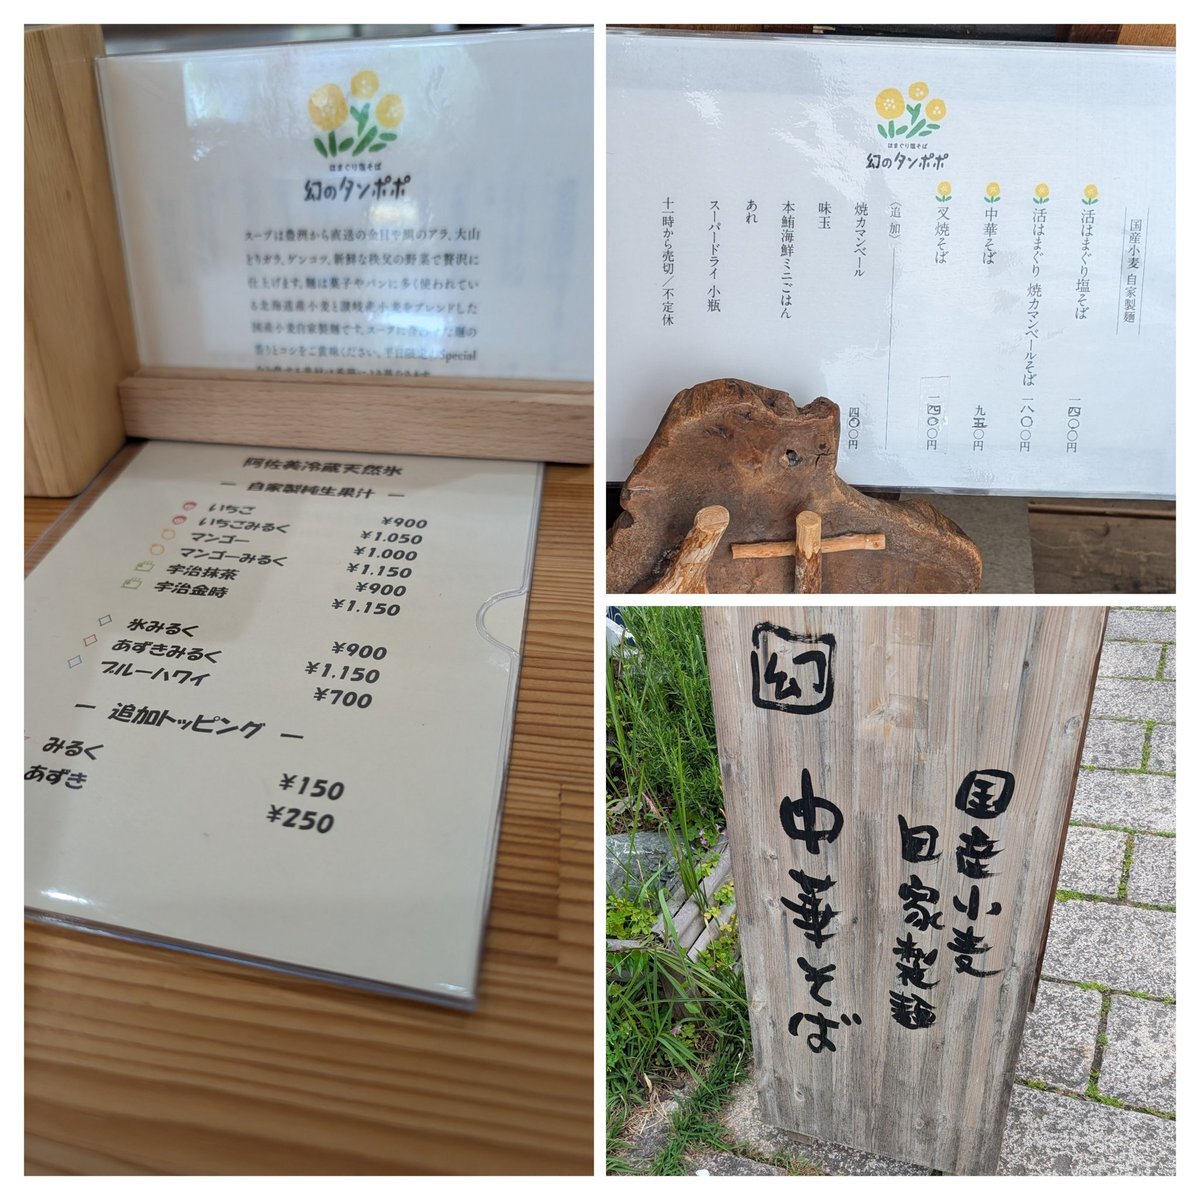 はまぐり塩そば
幻のタンポポ
スープは豊洲から直送の金目や鯛のアラ、大山
どりガラ、ゲンコツ、新鮮な秩父の野菜で贅沢に
仕上げます。麺は菓子やパンに多く使われてい
る北海道産小麦と讃岐産小麦をブレンドした
国産小麦自家製麺です。スープに合
麺の
香りとコシをご賞味ください。平日限定の Special
阿佐美冷蔵天然氷
― 自家製純生果汁 ―
いちご ¥900
いちごみるく ¥1.050
マンゴー ¥1.000
マンゴーみるく ¥1.150
宇治抹茶 ¥900
宇治金時 ¥1.150
氷みるく ¥900
あずきみるく ¥1.150
ブルーハワイ ¥700
― 追加トッピング ―
みるく ¥150
あずき ¥250
はまぐり塩そば
幻のタンポポ
国産小麦 自家製麺
活はまぐり塩そば 一四〇〇円
活はまぐり 焼カマンベールそば 一八〇〇円
中華そば 九五〇円
叉焼そば 一四〇〇円
〈追加〉
焼カマンベール 四〇〇円
味玉
本鮪海鮮ミニごはん
あれ
スーパードライ 小瓶
十一時から売切／不定休
幻
国産小麦
自家製麺
中華そば